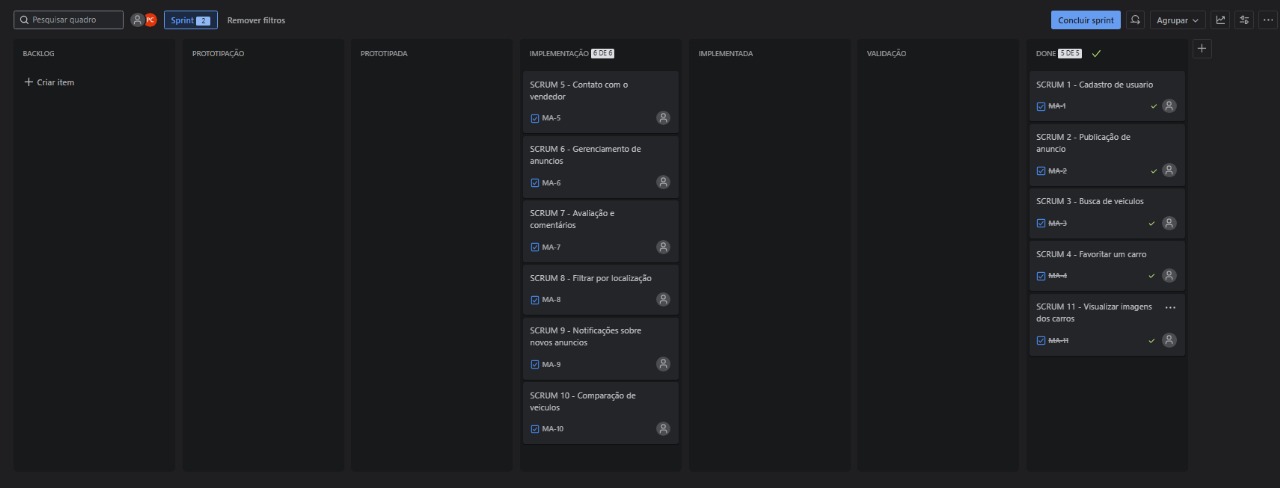 Pesquisar quadro
PC
Sprint 2
Remover filtros
Concluir sprint
Agrupar
BACKLOG
Criar item
PROTOTIPAÇÃO
PROTOTIPADA
IMPLEMENTAÇÃO 6 DE 6
SCRUM 5 - Contato com o
vendedor
MA-5
SCRUM 6 - Gerenciamento de
anuncios
MA-6
SCRUM 7 - Avaliação e
comentários
MA-7
SCRUM 8 - Filtrar por localização
MA-8
SCRUM 9 - Notificações sobre
novos anuncios
MA-9
SCRUM 10 - Comparação de
veiculos
MA-10
IMPLEMENTADA
VALIDAÇÃO
DONE 5 DE 5
SCRUM 1 - Cadastro de usuario
MA-1
SCRUM 2 - Publicação de
anuncio
MA-2
SCRUM 3 - Busca de veiculos
MA-3
SCRUM 4 - Favoritar um carro
MA-4
SCRUM 11 - Visualizar imagens
dos carros
MA-11